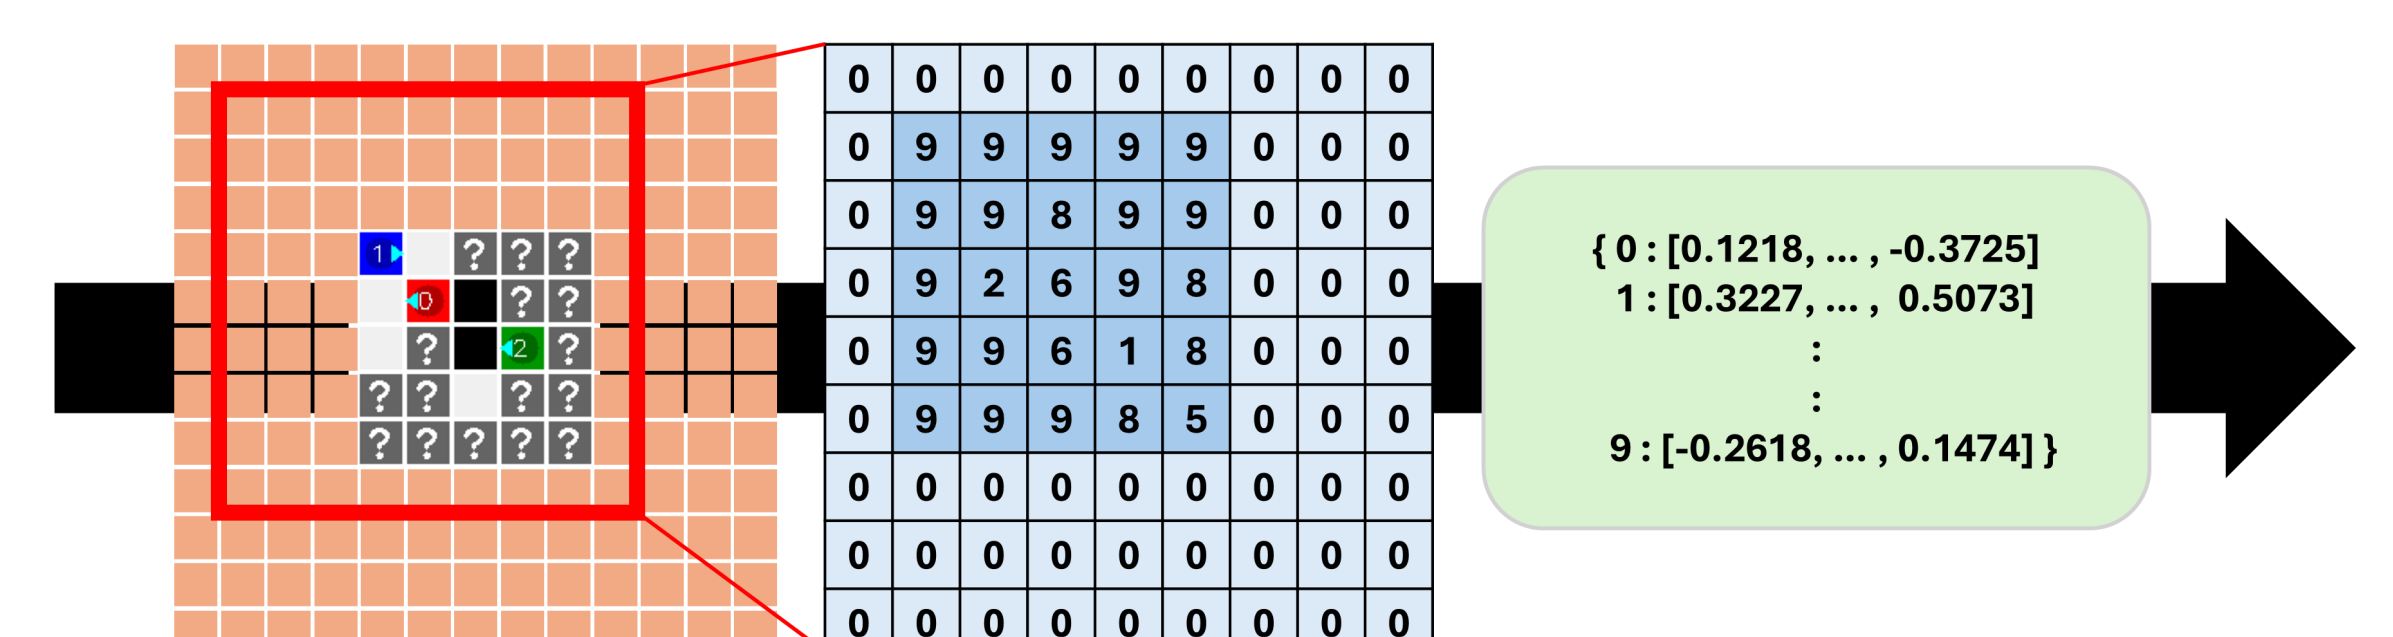 1 ? ? ?
0 ? ?
? 2 ?
? ? ? ?
? ? ? ? ?
0 0 0 0 0 0 0 0 0
0 9 9 9 9 9 0 0 0
0 9 9 8 9 9 0 0 0
0 9 2 6 9 8 0 0 0
0 9 9 6 1 8 0 0 0
0 9 9 9 8 5 0 0 0
0 0 0 0 0 0 0 0 0
0 0 0 0 0 0 0 0 0
0 0 0 0 0 0 0 0 0
{ 0 : [0.1218, ... , -0.3725]
1 : [0.3227, ... , 0.5073]
:
:
9 : [-0.2618, ... , 0.1474] }